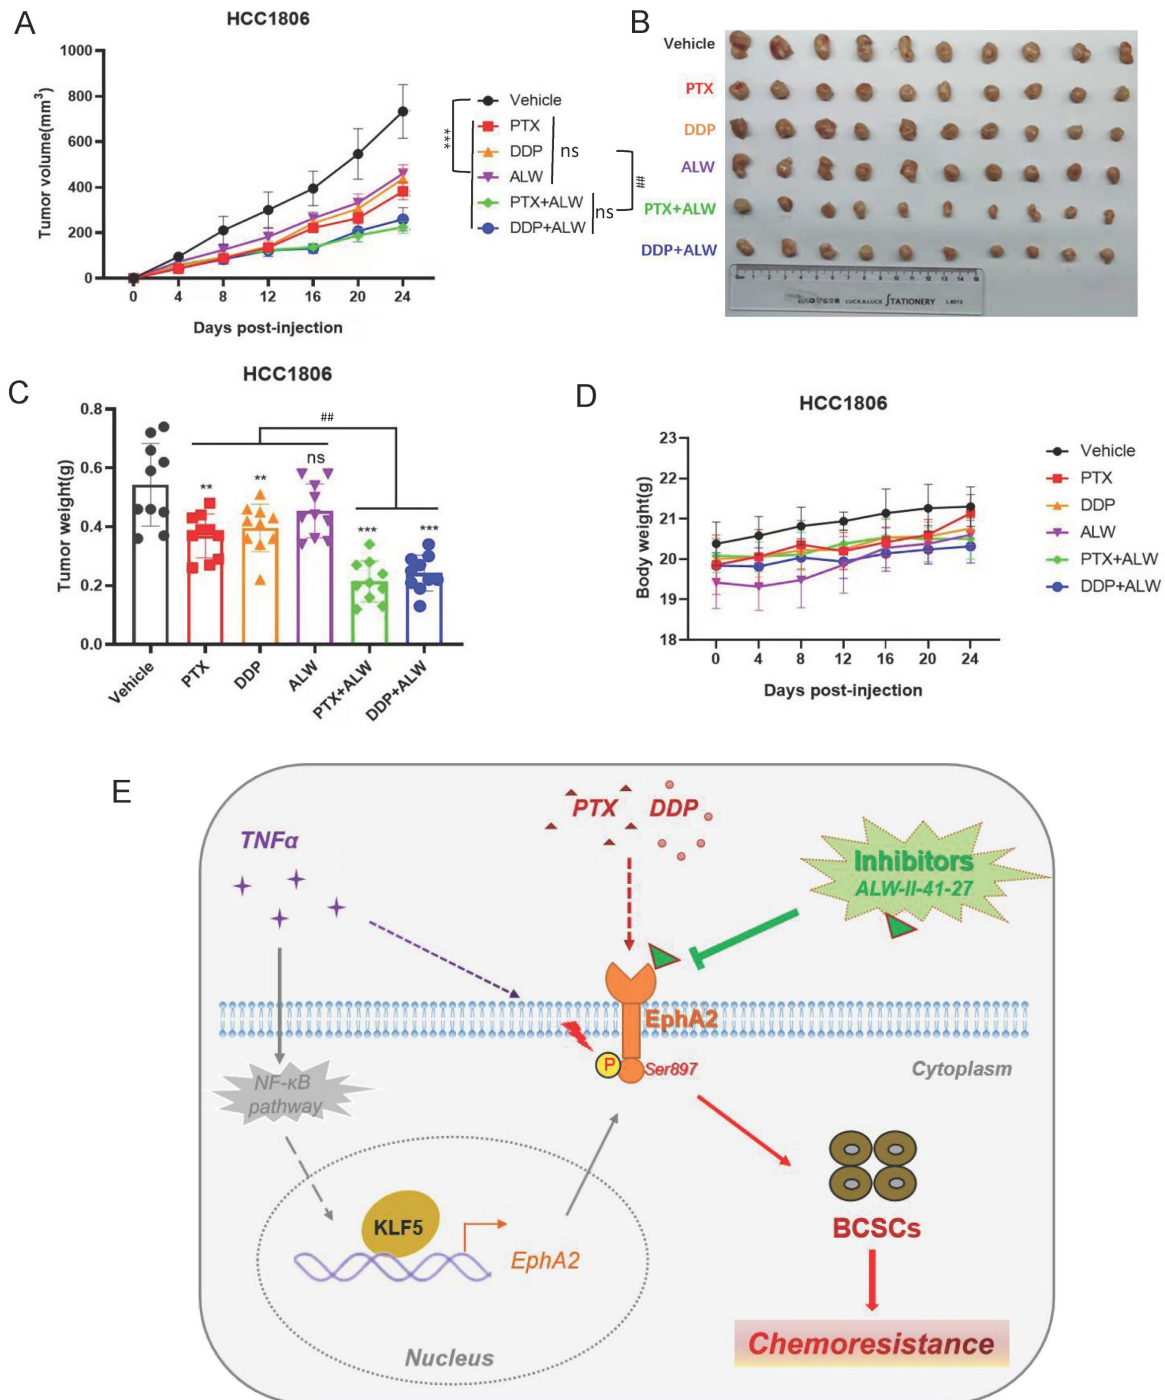 A
HCC1806
Tumor volume(mm³)
1000
800
600
400
200
0
0 4 8 12 16 20 24
Days post-injection
Vehicle
PTX
DDP
ALW
PTX+ALW
DDP+ALW
***
ns
ns
##
B
Vehicle
PTX
DDP
ALW
PTX+ALW
DDP+ALW
LUCK&LUCK STATIONERY
C
HCC1806
Tumor weight(g)
0.8
0.6
0.4
0.2
0.0
##
**
**
ns
***
***
Vehicle
PTX
DDP
ALW
PTX+ALW
DDP+ALW
D
HCC1806
Body weight(g)
23
22
21
20
19
18
0 4 8 12 16 20 24
Days post-injection
Vehicle
PTX
DDP
ALW
PTX+ALW
DDP+ALW
E
TNFα
PTX DDP
Inhibitors
ALW-II-41-27
EphA2
P
Ser897
Cytoplasm
NF-κB
pathway
KLF5
EphA2
Nucleus
BCSCs
Chemoresistance